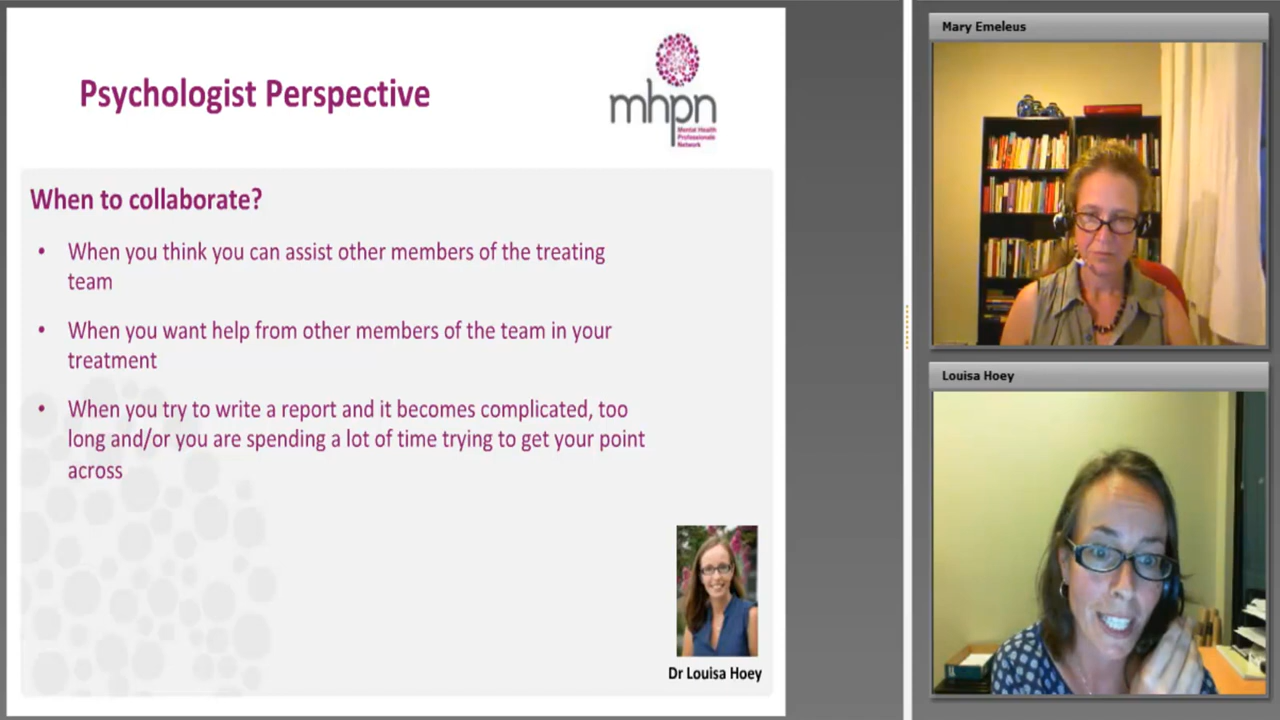 Psychologist Perspective
mhpn
Mental Health
Professionals
Network
When to collaborate?
• When you think you can assist other members of the treating
team
• When you want help from other members of the team in your
treatment
• When you try to write a report and it becomes complicated, too
long and/or you are spending a lot of time trying to get your point
across
Dr Louisa Hoey
Mary Emeleus
Louisa Hoey